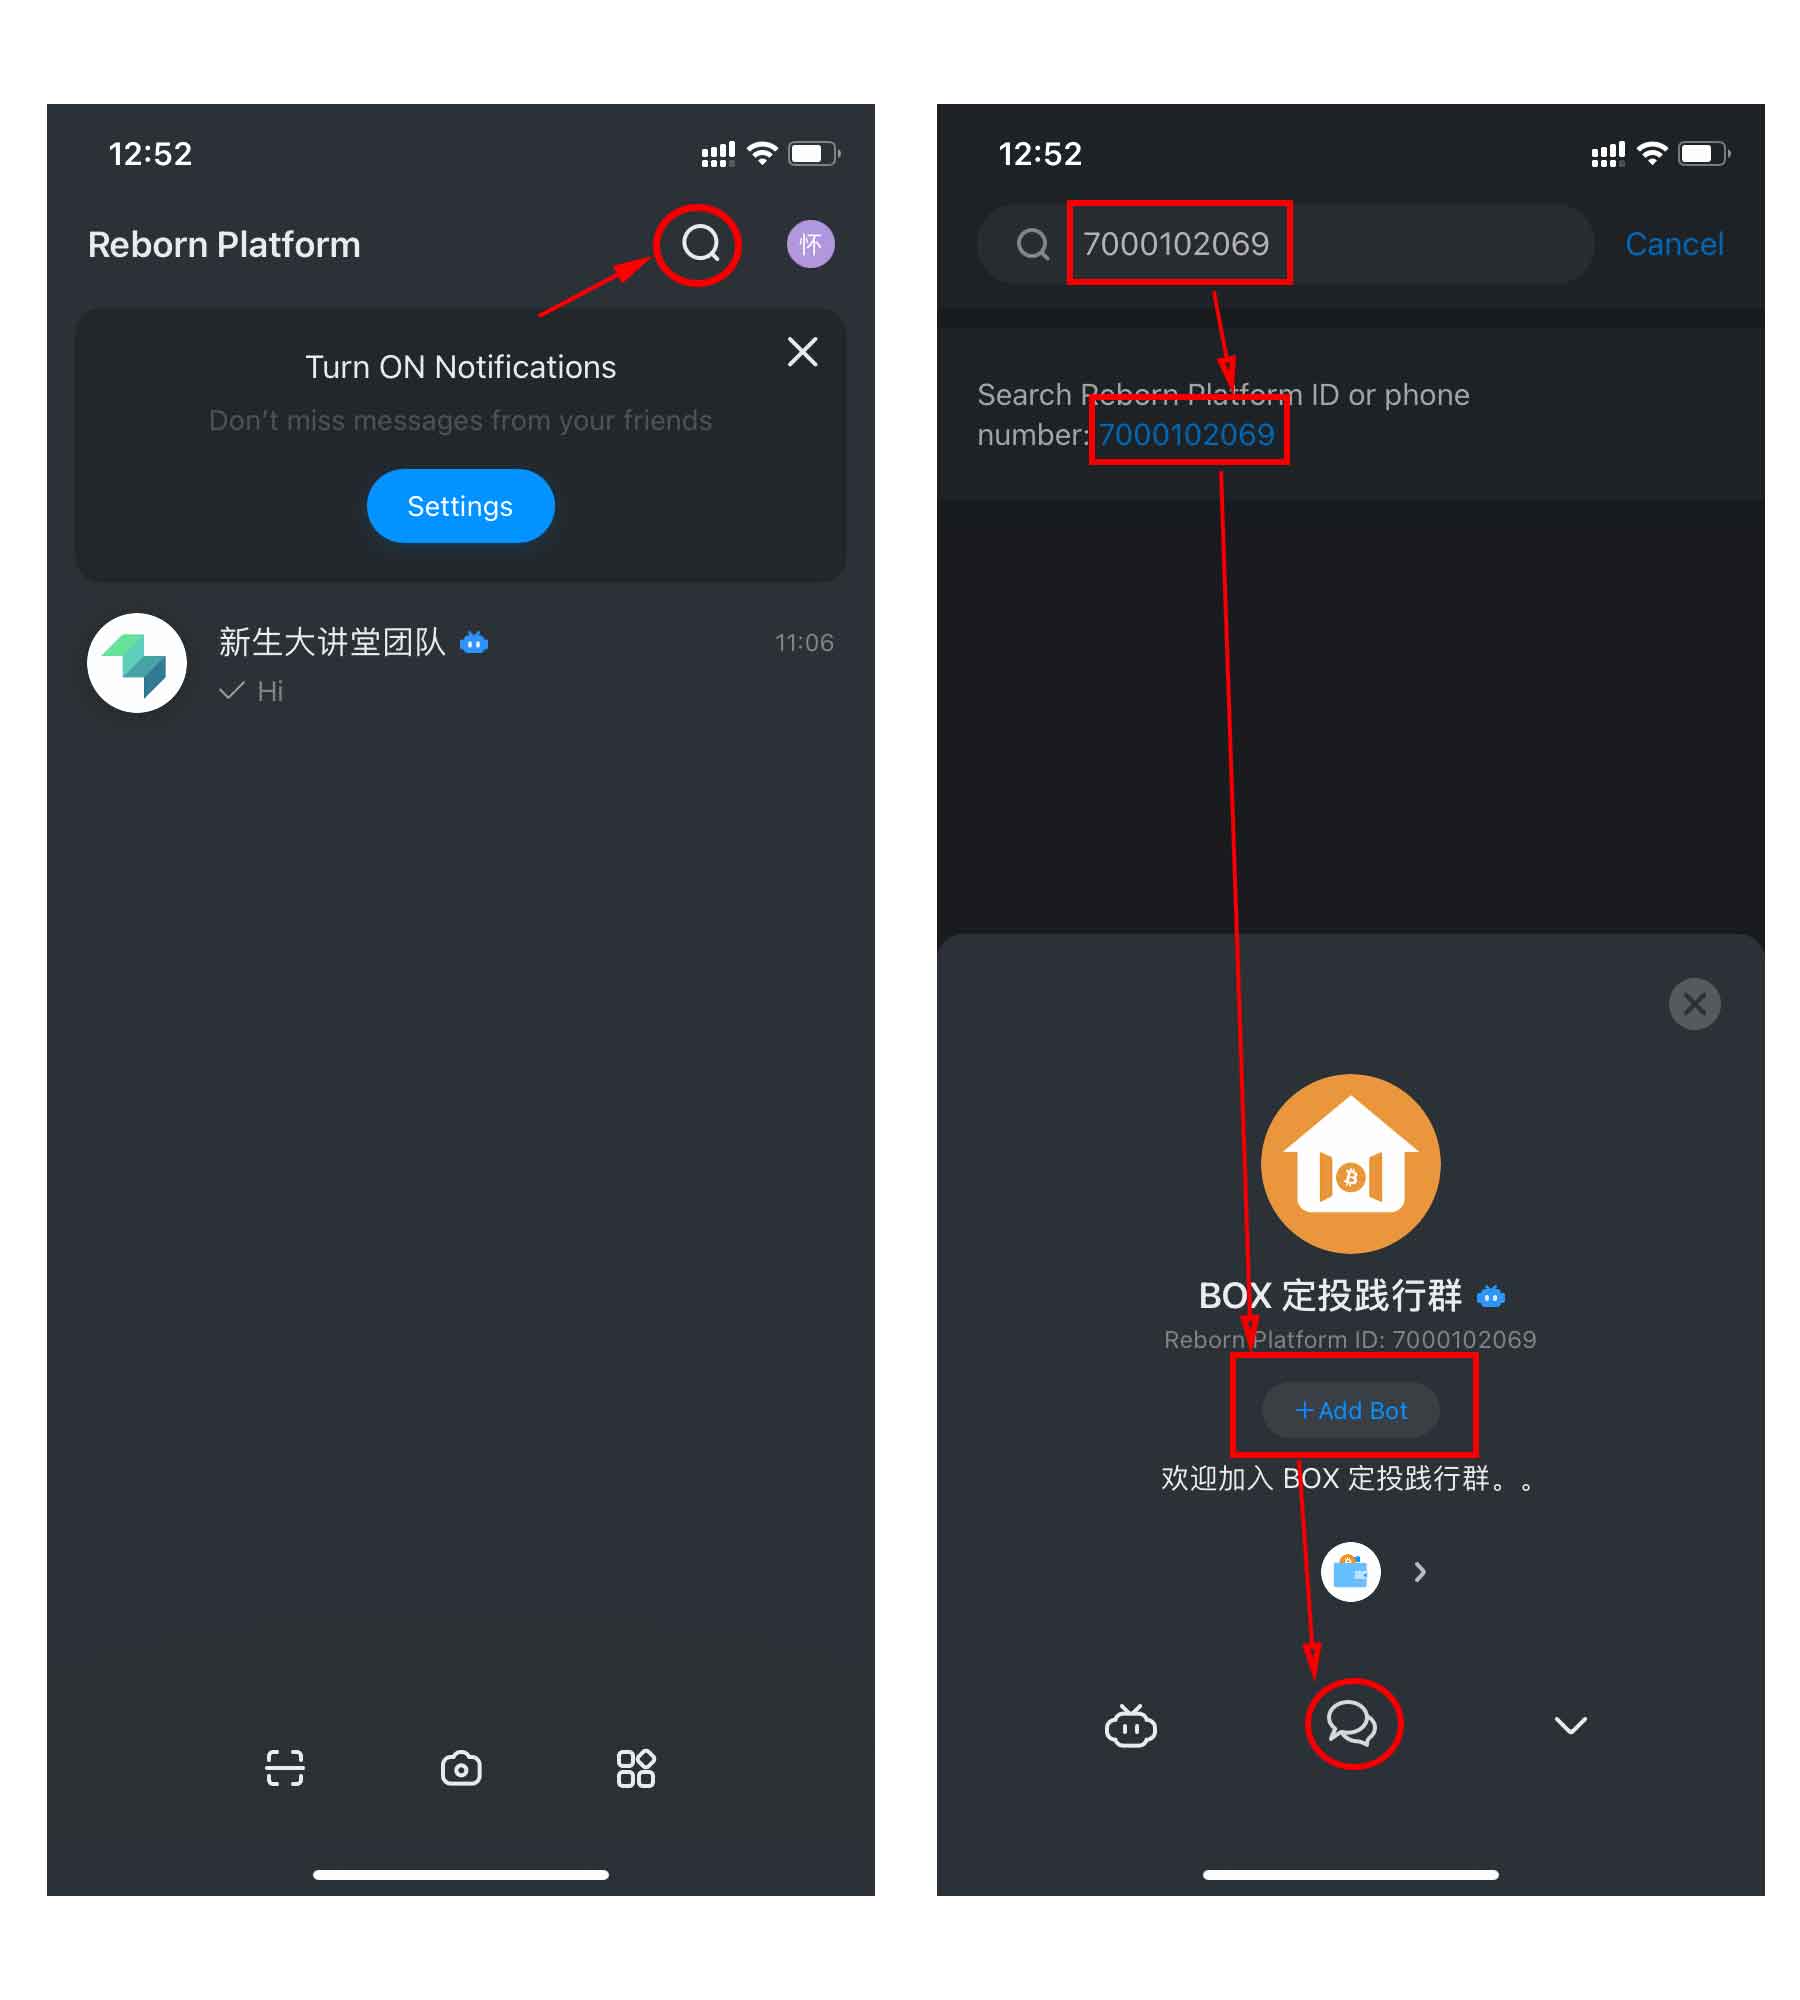 12:52
Reborn Platform
怀
Turn ON Notifications
Don't miss messages from your friends
Settings
新生大讲堂团队
11:06
Hi
12:52
7000102069
Cancel
Search Reborn Platform ID or phone
number: 7000102069
BOX 定投践行群
Reborn Platform ID: 7000102069
+Add Bot
欢迎加入 BOX 定投践行群。。